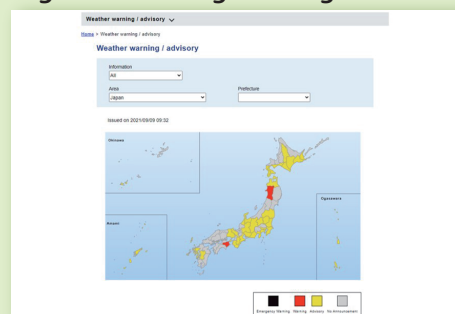 Weather warning / advisory
Home > Weather warning / advisory
Weather warning / advisory
Information
All
Area
Prefecture
Japan
Issued on 2021/09/09 09:32
Okinawa
Ogasawara
Amami
Emergency Warning Warning Advisory No Announcement